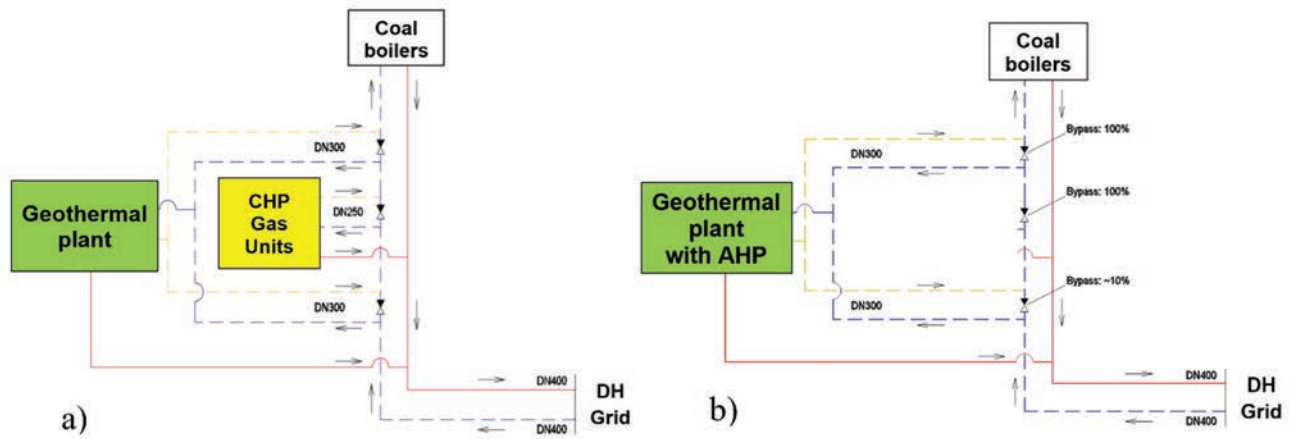 Coal
boilers
DN300
Geothermal
plant
CHP
Gas
Units
DN250
DN300
DN400
DH
Grid
DN400
a)
Coal
boilers
Bypass: 100%
DN300
Geothermal
plant
with AHP
Bypass: 100%
Bypass: ~10%
DN300
DN400
DH
Grid
DN400
b)